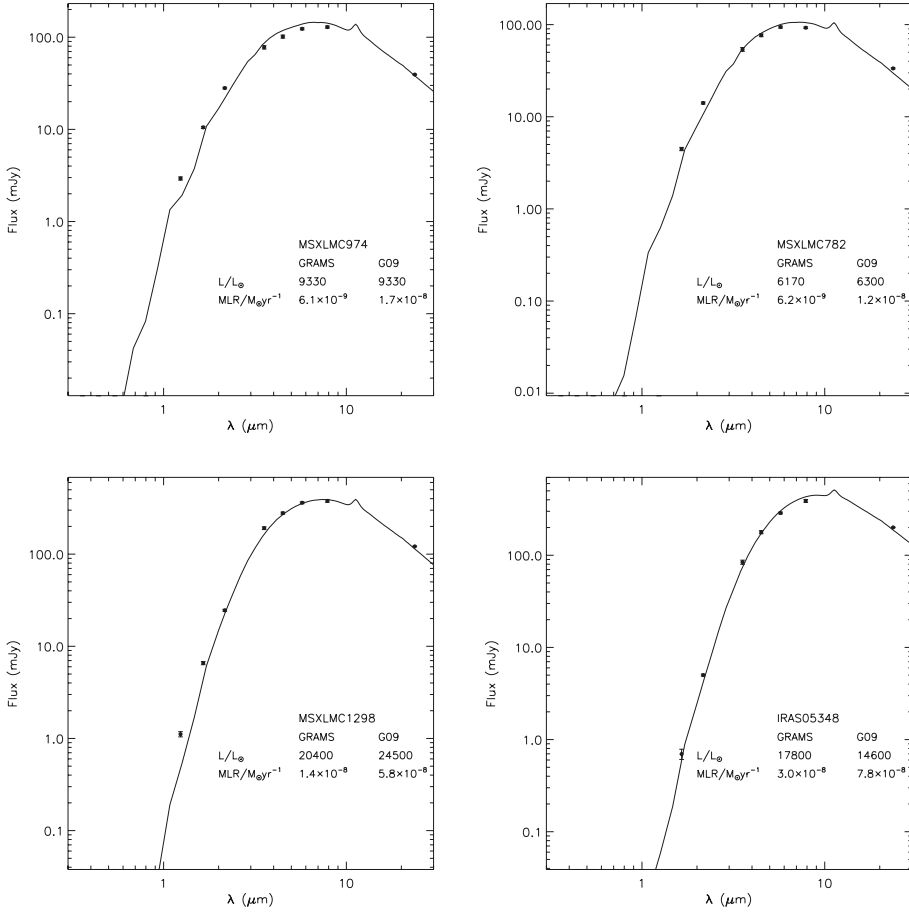 100.0
10.0
1.0
0.1
Flux (mJy)
MSXLMC974
GRAMS G09
L/L⊙ 9330 9330
MLR/M⊙yr⁻¹ 6.1×10⁻⁹ 1.7×10⁻⁸
1 10
λ (μm)
100.00
10.00
1.00
0.10
0.01
Flux (mJy)
MSXLMC782
GRAMS G09
L/L⊙ 6170 6300
MLR/M⊙yr⁻¹ 6.2×10⁻⁹ 1.2×10⁻⁸
1 10
λ (μm)
100.0
10.0
1.0
0.1
Flux (mJy)
MSXLMC1298
GRAMS G09
L/L⊙ 20400 24500
MLR/M⊙yr⁻¹ 1.4×10⁻⁸ 5.8×10⁻⁸
1 10
λ (μm)
100.0
10.0
1.0
0.1
Flux (mJy)
IRAS05348
GRAMS G09
L/L⊙ 17800 14600
MLR/M⊙yr⁻¹ 3.0×10⁻⁸ 7.8×10⁻⁸
1 10
λ (μm)